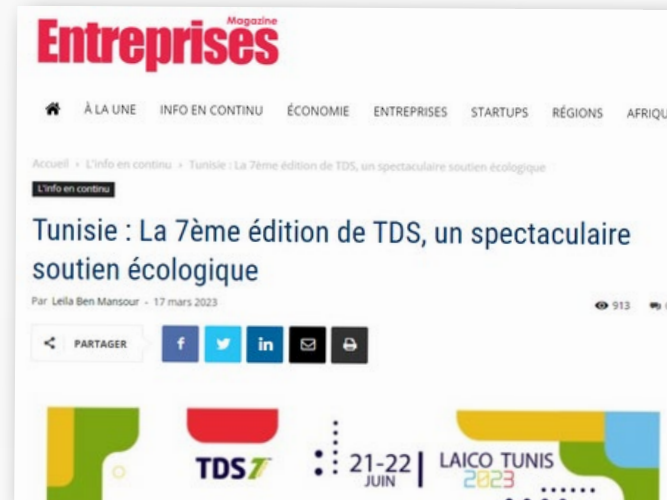 Magazine
Entreprises
À LA UNE INFO EN CONTINU ÉCONOMIE ENTREPRISES STARTUPS RÉGIONS AFRIQU
Accueil › L'info en continu › Tunisie : La 7ème édition de TDS, un spectaculaire soutien écologique
L'info en continu
Tunisie : La 7ème édition de TDS, un spectaculaire
soutien écologique
Par Leila Ben Mansour - 17 mars 2023
913
PARTAGER
TDS7
21-22
JUIN
LAICO TUNIS
2023